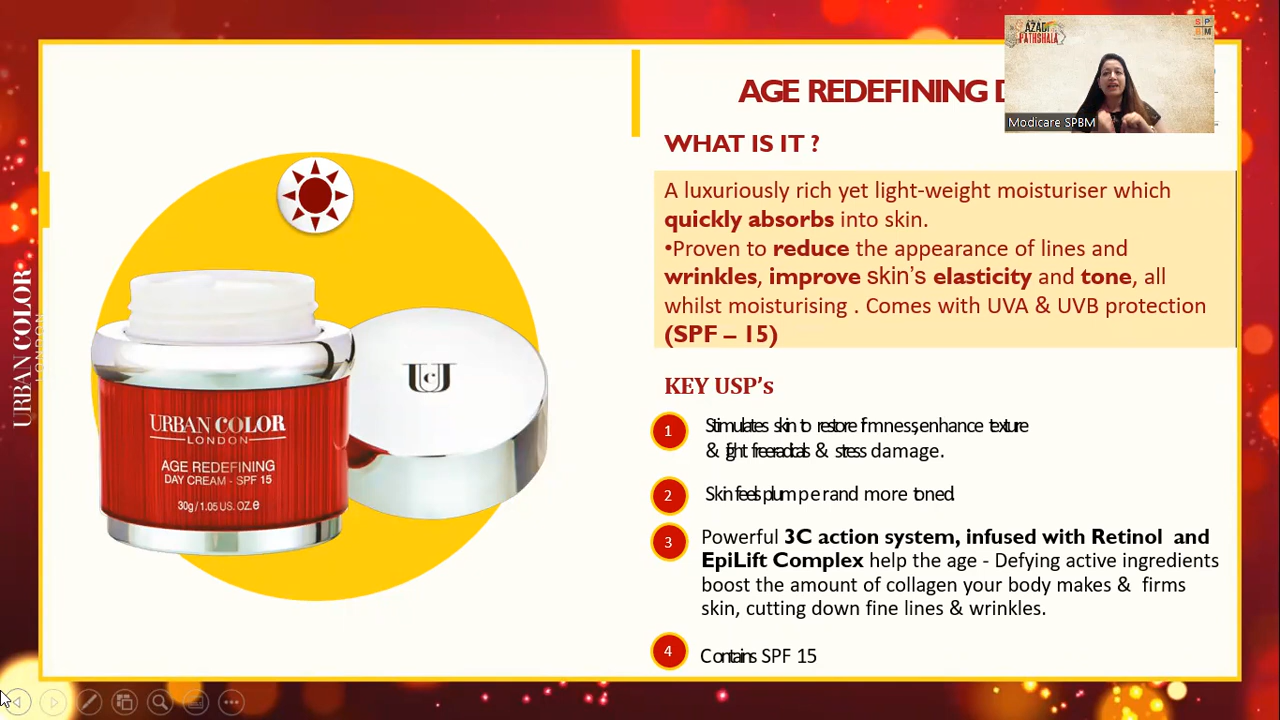 AZADI
PATHSHALA
S P
B M
Modicare SPBM
AGE REDEFINING
WHAT IS IT ?
A luxuriously rich yet light-weight moisturiser which
quickly absorbs into skin.
•Proven to reduce the appearance of lines and
wrinkles, improve skin's elasticity and tone, all
whilst moisturising . Comes with UVA & UVB protection
(SPF – 15)
KEY USP's
1 Stimulates skin to restore firmness, enhance texture
& fight free radicals & stress damage.
2 Skin feels plumper and more toned.
3 Powerful 3C action system, infused with Retinol and
EpiLift Complex help the age - Defying active ingredients
boost the amount of collagen your body makes & firms
skin, cutting down fine lines & wrinkles.
4 Contains SPF 15
URBAN COLOR
LONDON
UC
URBAN COLOR
LONDON
AGE REDEFINING
DAY CREAM - SPF 15
30g / 1.05 US. OZ.e